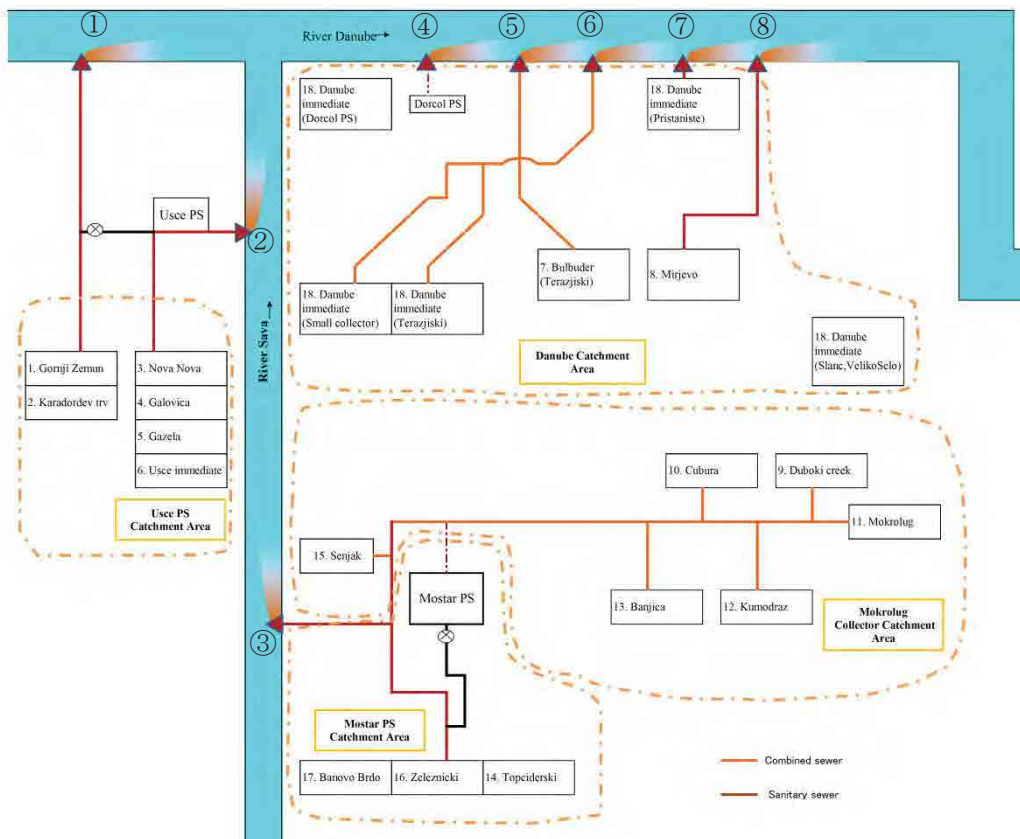 ①
River Danube →
④
⑤
⑥
⑦
⑧
18. Danube
immediate
(Dorcol PS)
Dorcol PS
18. Danube
immediate
(Pristaniste)
Usce PS
②
7. Bulbuder
(Terazjiski)
8. Mirjevo
18. Danube
immediate
(Small collector)
18. Danube
immediate
(Terazjiski)
River Sava →
Danube Catchment
Area
18. Danube
immediate
(Slanc,VelikoSelo)
1. Gornji Zemun
2. Karadordev trv
3. Nova Nova
4. Galovica
5. Gazela
6. Usce immediate
Usce PS
Catchment Area
10. Cubura
9. Duboki creek
11. Mokrolug
15. Senjak
Mostar PS
13. Banjica
12. Kumodraz
Mokrolug
Collector Catchment
Area
③
Mostar PS
Catchment Area
17. Banovo Brdo
16. Zeleznicki
14. Topciderski
Combined sewer
Sanitary sewer